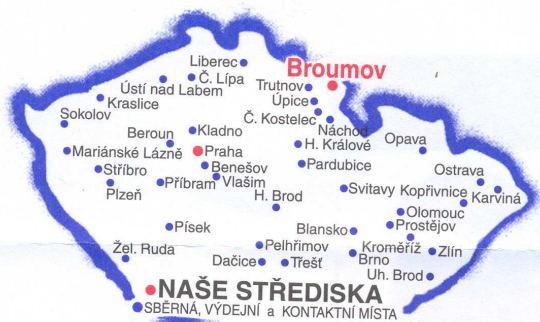 Liberec
Broumov
Č. Lípa
Trutnov
Ústí nad Labem
Úpice
Kraslice
Sokolov
Č. Kostelec
Náchod
Kladno
Beroun
H. Králové
Opava
Mariánské Lázně
Praha
Pardubice
Ostrava
Stříbro
Benešov
Plzeň
Příbram
Vlašim
Svitavy
Kopřivnice
Karviná
H. Brod
Olomouc
Prostějov
Písek
Blansko
Pelhřimov
Kroměříž
Zlín
Žel. Ruda
Dačice
Třešť
Brno
Uh. Brod
NAŠE STŘEDISKA
SBĚRNÁ, VÝDEJNÍ a KONTAKTNÍ MÍSTA